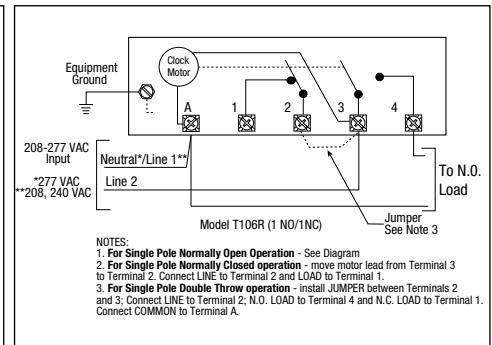 Clock
Motor
Equipment
Ground
A 1 2 3 4
208-277 VAC
Input
Neutral*/Line 1**
*277 VAC
**208, 240 VAC
Line 2
To N.O.
Load
Jumper
See Note 3
Model T106R (1 NO/1NC)
NOTES:
1. For Single Pole Normally Open Operation - See Diagram
2. For Single Pole Normally Closed operation - move motor lead from Terminal 3
to Terminal 2. Connect LINE to Terminal 2 and LOAD to Terminal 1.
3. For Single Pole Double Throw operation - install JUMPER between Terminals 2
and 3; Connect LINE to Terminal 2; N.O. LOAD to Terminal 4 and N.C. LOAD to Terminal 1.
Connect COMMON to Terminal A.